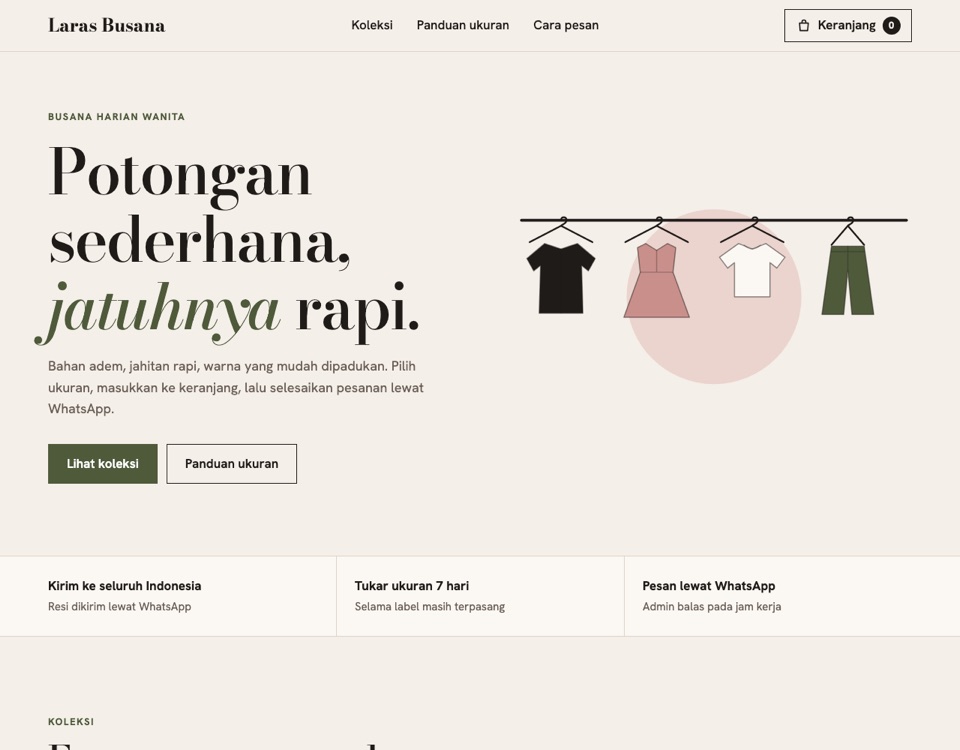 Laras Busana
Koleksi
Panduan ukuran
Cara pesan
Keranjang 0
BUSANA HARIAN WANITA
Potongan
sederhana,
jatuhnya rapi.
Bahan adem, jahitan rapi, warna yang mudah dipadukan. Pilih
ukuran, masukkan ke keranjang, lalu selesaikan pesanan lewat
WhatsApp.
Lihat koleksi
Panduan ukuran
Kirim ke seluruh Indonesia
Resi dikirim lewat WhatsApp
Tukar ukuran 7 hari
Selama label masih terpasang
Pesan lewat WhatsApp
Admin balas pada jam kerja
KOLEKSI